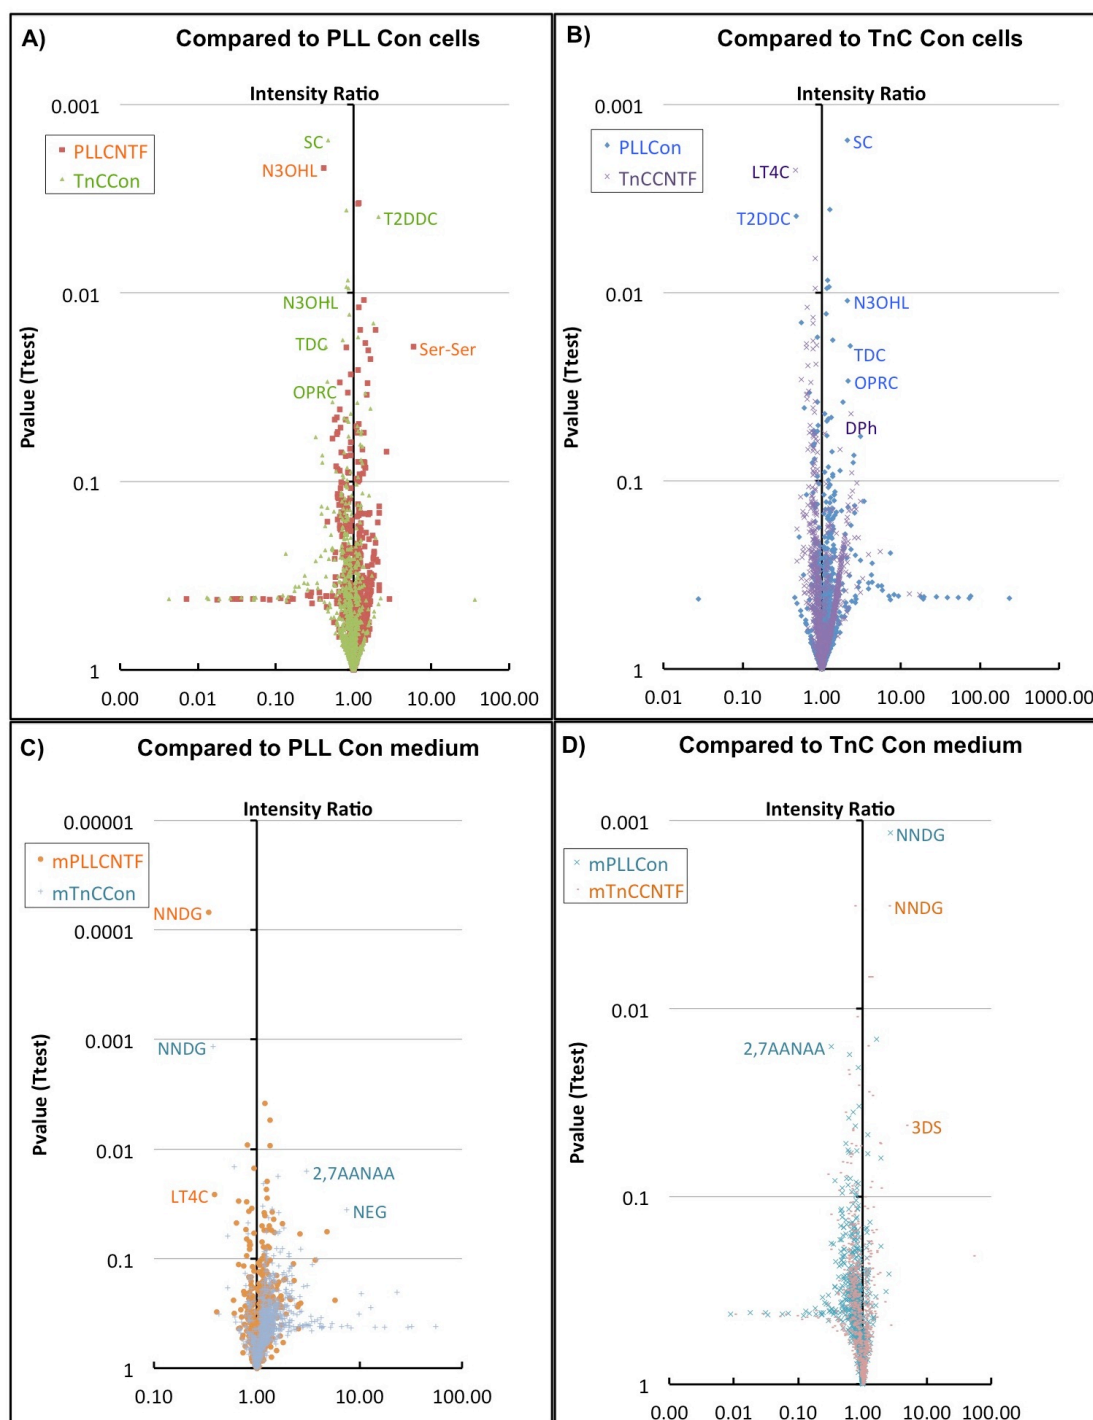 A) Compared to PLL Con cells
Intensity Ratio
0.001
PLLCNTF
TnCCon
SC
N3OHL
T2DDC
0.01
N3OHL
TDC
Ser-Ser
OPRC
Pvalue (Ttest)
0.1
1
0.00 0.01 0.10 1.00 10.00 100.00
B) Compared to TnC Con cells
Intensity Ratio
0.001
PLLCon
TnCCNTF
SC
LT4C
T2DDC
0.01
N3OHL
TDC
OPRC
DPh
Pvalue (Ttest)
0.1
1
0.01 0.10 1.00 10.00 100.00 1000.00
C) Compared to PLL Con medium
Intensity Ratio
0.00001
mPLLCNTF
mTnCCon
NNDG
0.0001
0.001
NNDG
Pvalue (Ttest)
0.01
2,7AANAA
LT4C
NEG
0.1
1
0.10 1.00 10.00 100.00
D) Compared to TnC Con medium
Intensity Ratio
0.001
NNDG
mPLLCon
mTnCCNTF
NNDG
0.01
2,7AANAA
Pvalue (Ttest)
3DS
0.1
1
0.00 0.01 0.10 1.00 10.00 100.00